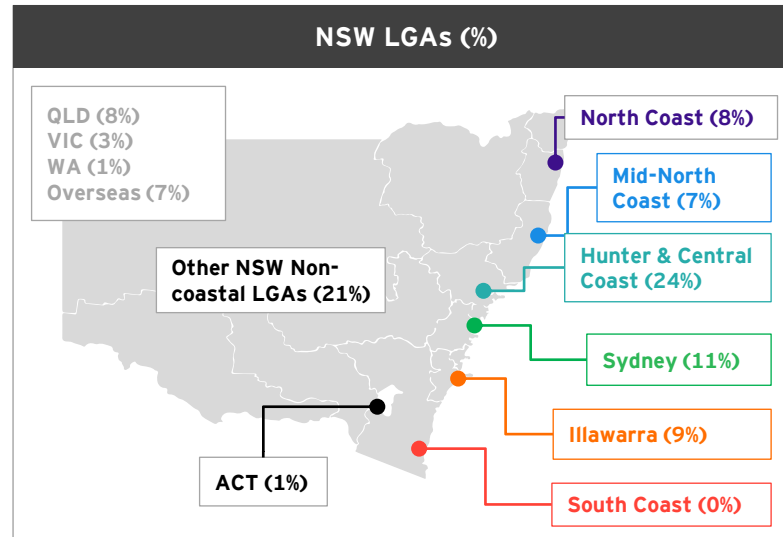 NSW LGAs (%)
QLD (8%)
VIC (3%)
WA (1%)
Overseas (7%)
North Coast (8%)
Mid-North
Coast (7%)
Hunter & Central
Coast (24%)
Other NSW Non-
coastal LGAs (21%)
Sydney (11%)
Illawarra (9%)
ACT (1%)
South Coast (0%)